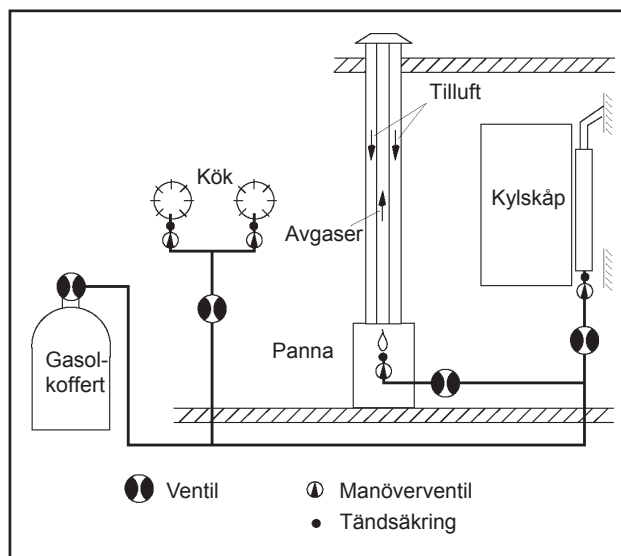 Tilluft
Kök
Kylskåp
Avgaser
Panna
Gasol-
koffert
Ventil
Manöverventil
Tändsäkring